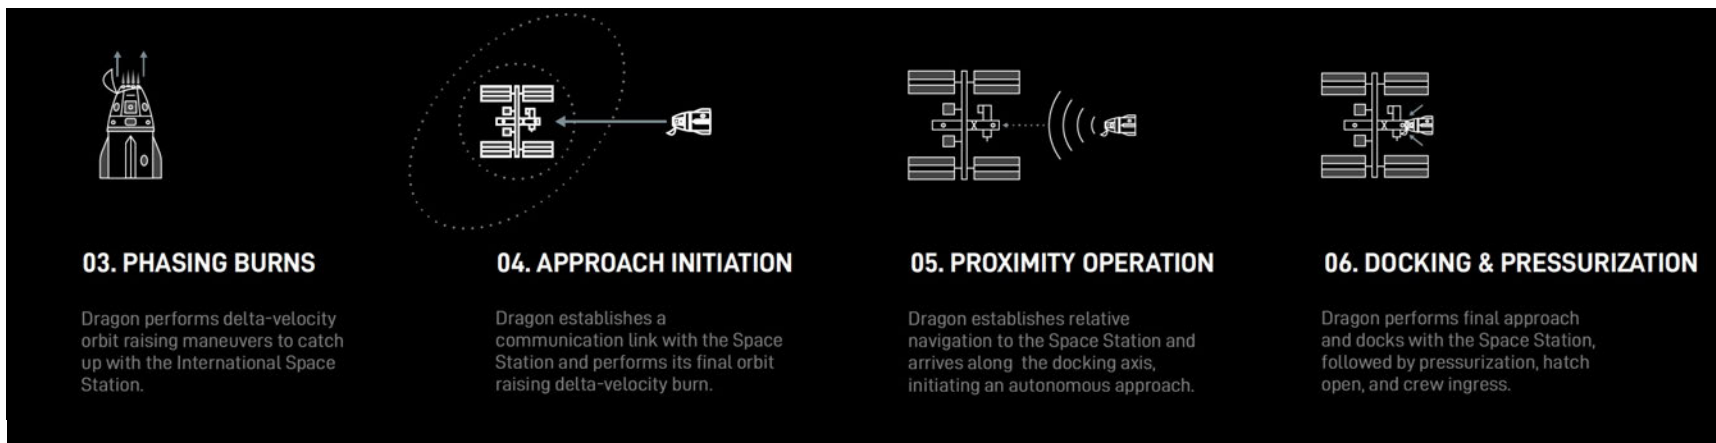 03. PHASING BURNS
Dragon performs delta-velocity
orbit raising maneuvers to catch
up with the International Space
Station.
04. APPROACH INITIATION
Dragon establishes a
communication link with the Space
Station and performs its final orbit
raising delta-velocity burn.
05. PROXIMITY OPERATION
Dragon establishes relative
navigation to the Space Station and
arrives along the docking axis,
initiating an autonomous approach.
06. DOCKING & PRESSURIZATION
Dragon performs final approach
and docks with the Space Station,
followed by pressurization, hatch
open, and crew ingress.